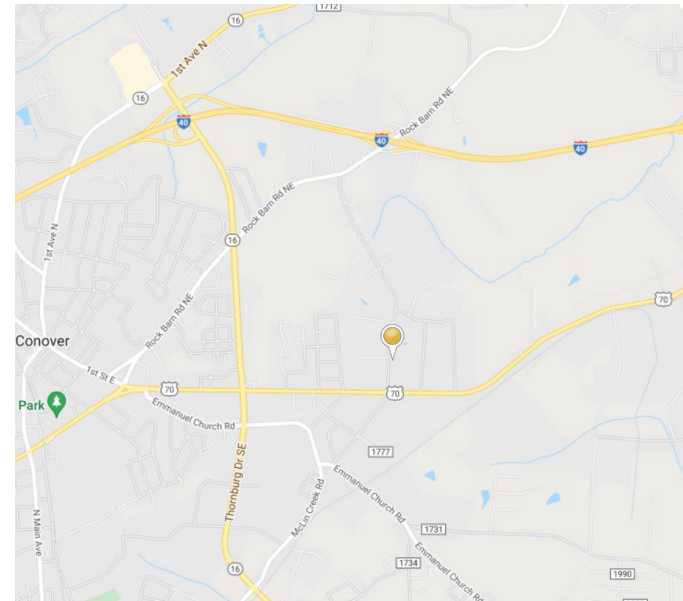 1712
16
1st Ave N
16
40
40
40
Rock Barn Rd NE
Rock Barn Rd NE
16
1st Ave N
70
Rock Barn Rd NE
Conover
1st St E
70
70
Park
Emmanuel Church Rd
Thornburg Dr SE
1777
McLin Creek Rd
Emmanuel Church Rd
N Main Ave
1731
Emmanuel Church Rd
1734
16
1990